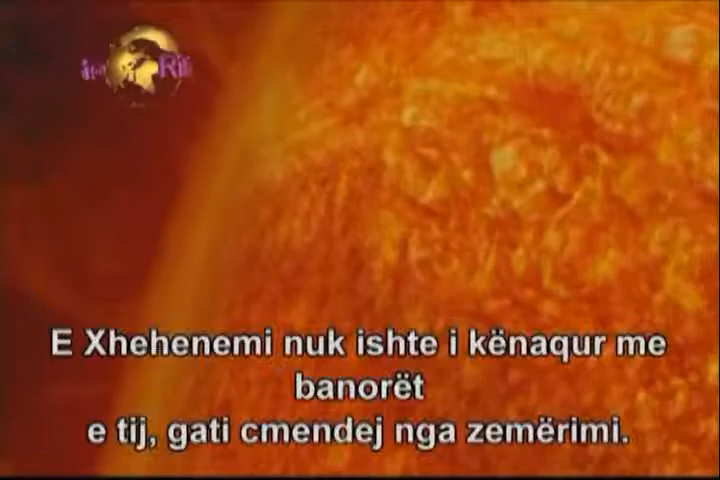 E Xhehenemi nuk ishte i kënaqur me
banorët
e tij, gati cmendej nga zemërimi.